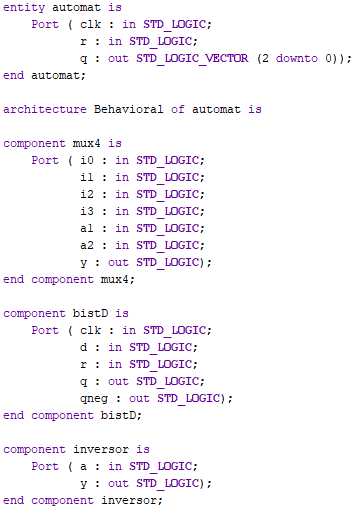 entity automat is
Port ( clk : in STD_LOGIC;
r : in STD_LOGIC;
q : out STD_LOGIC_VECTOR (2 downto 0));
end automat;
architecture Behavioral of automat is
component mux4 is
Port ( i0 : in STD_LOGIC;
i1 : in STD_LOGIC;
i2 : in STD_LOGIC;
i3 : in STD_LOGIC;
a1 : in STD_LOGIC;
a2 : in STD_LOGIC;
y : out STD_LOGIC);
end component mux4;
component bistD is
Port ( clk : in STD_LOGIC;
d : in STD_LOGIC;
r : in STD_LOGIC;
q : out STD_LOGIC;
qneg : out STD_LOGIC);
end component bistD;
component inversor is
Port ( a : in STD_LOGIC;
y : out STD_LOGIC);
end component inversor;